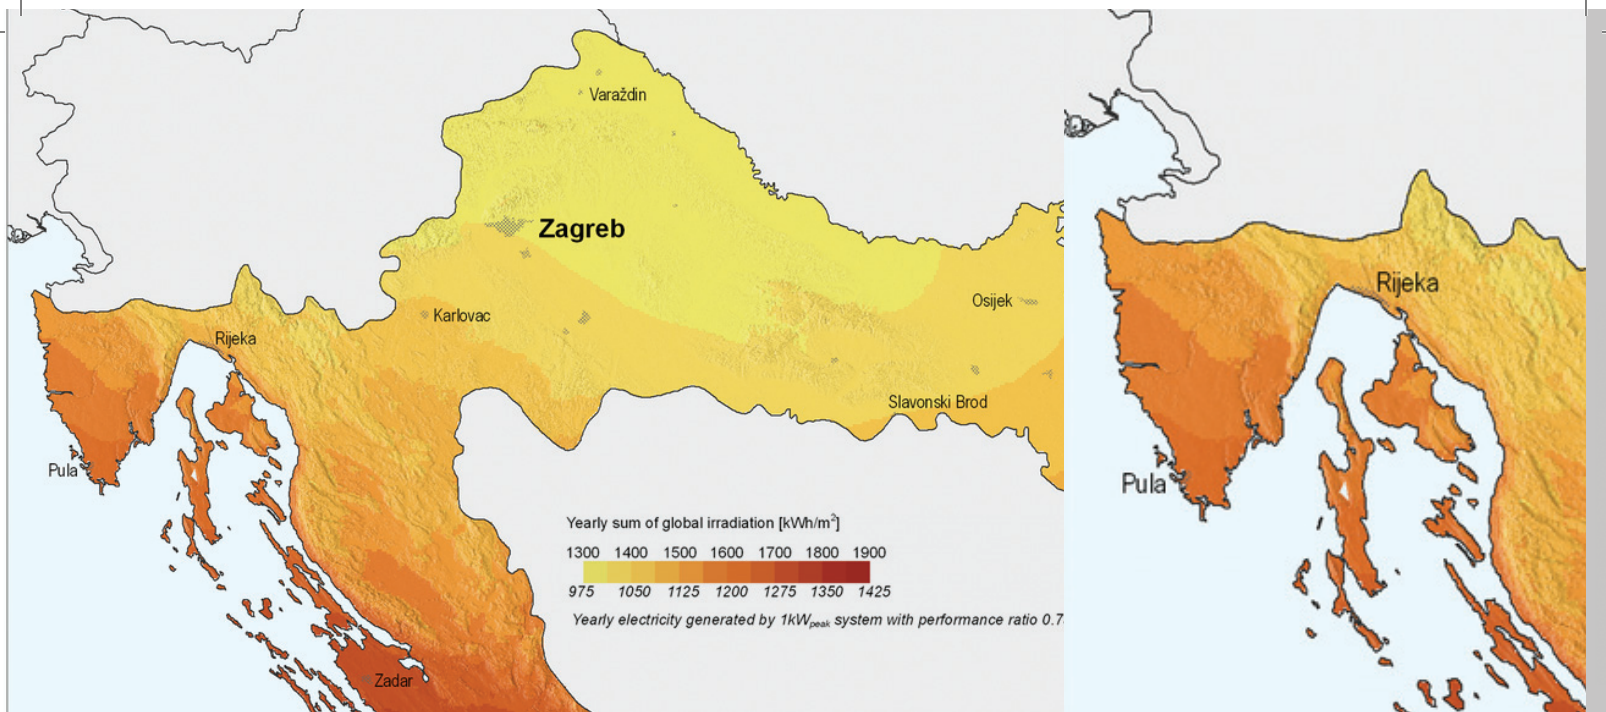 Varaždin
Zagreb
Osijek
Karlovac
Rijeka
Slavonski Brod
Pula
Yearly sum of global irradiation [kWh/m²]
1300 1400 1500 1600 1700 1800 1900
975 1050 1125 1200 1275 1350 1425
Yearly electricity generated by 1kWpeak system with performance ratio 0.7
Zadar
Rijeka
Pula